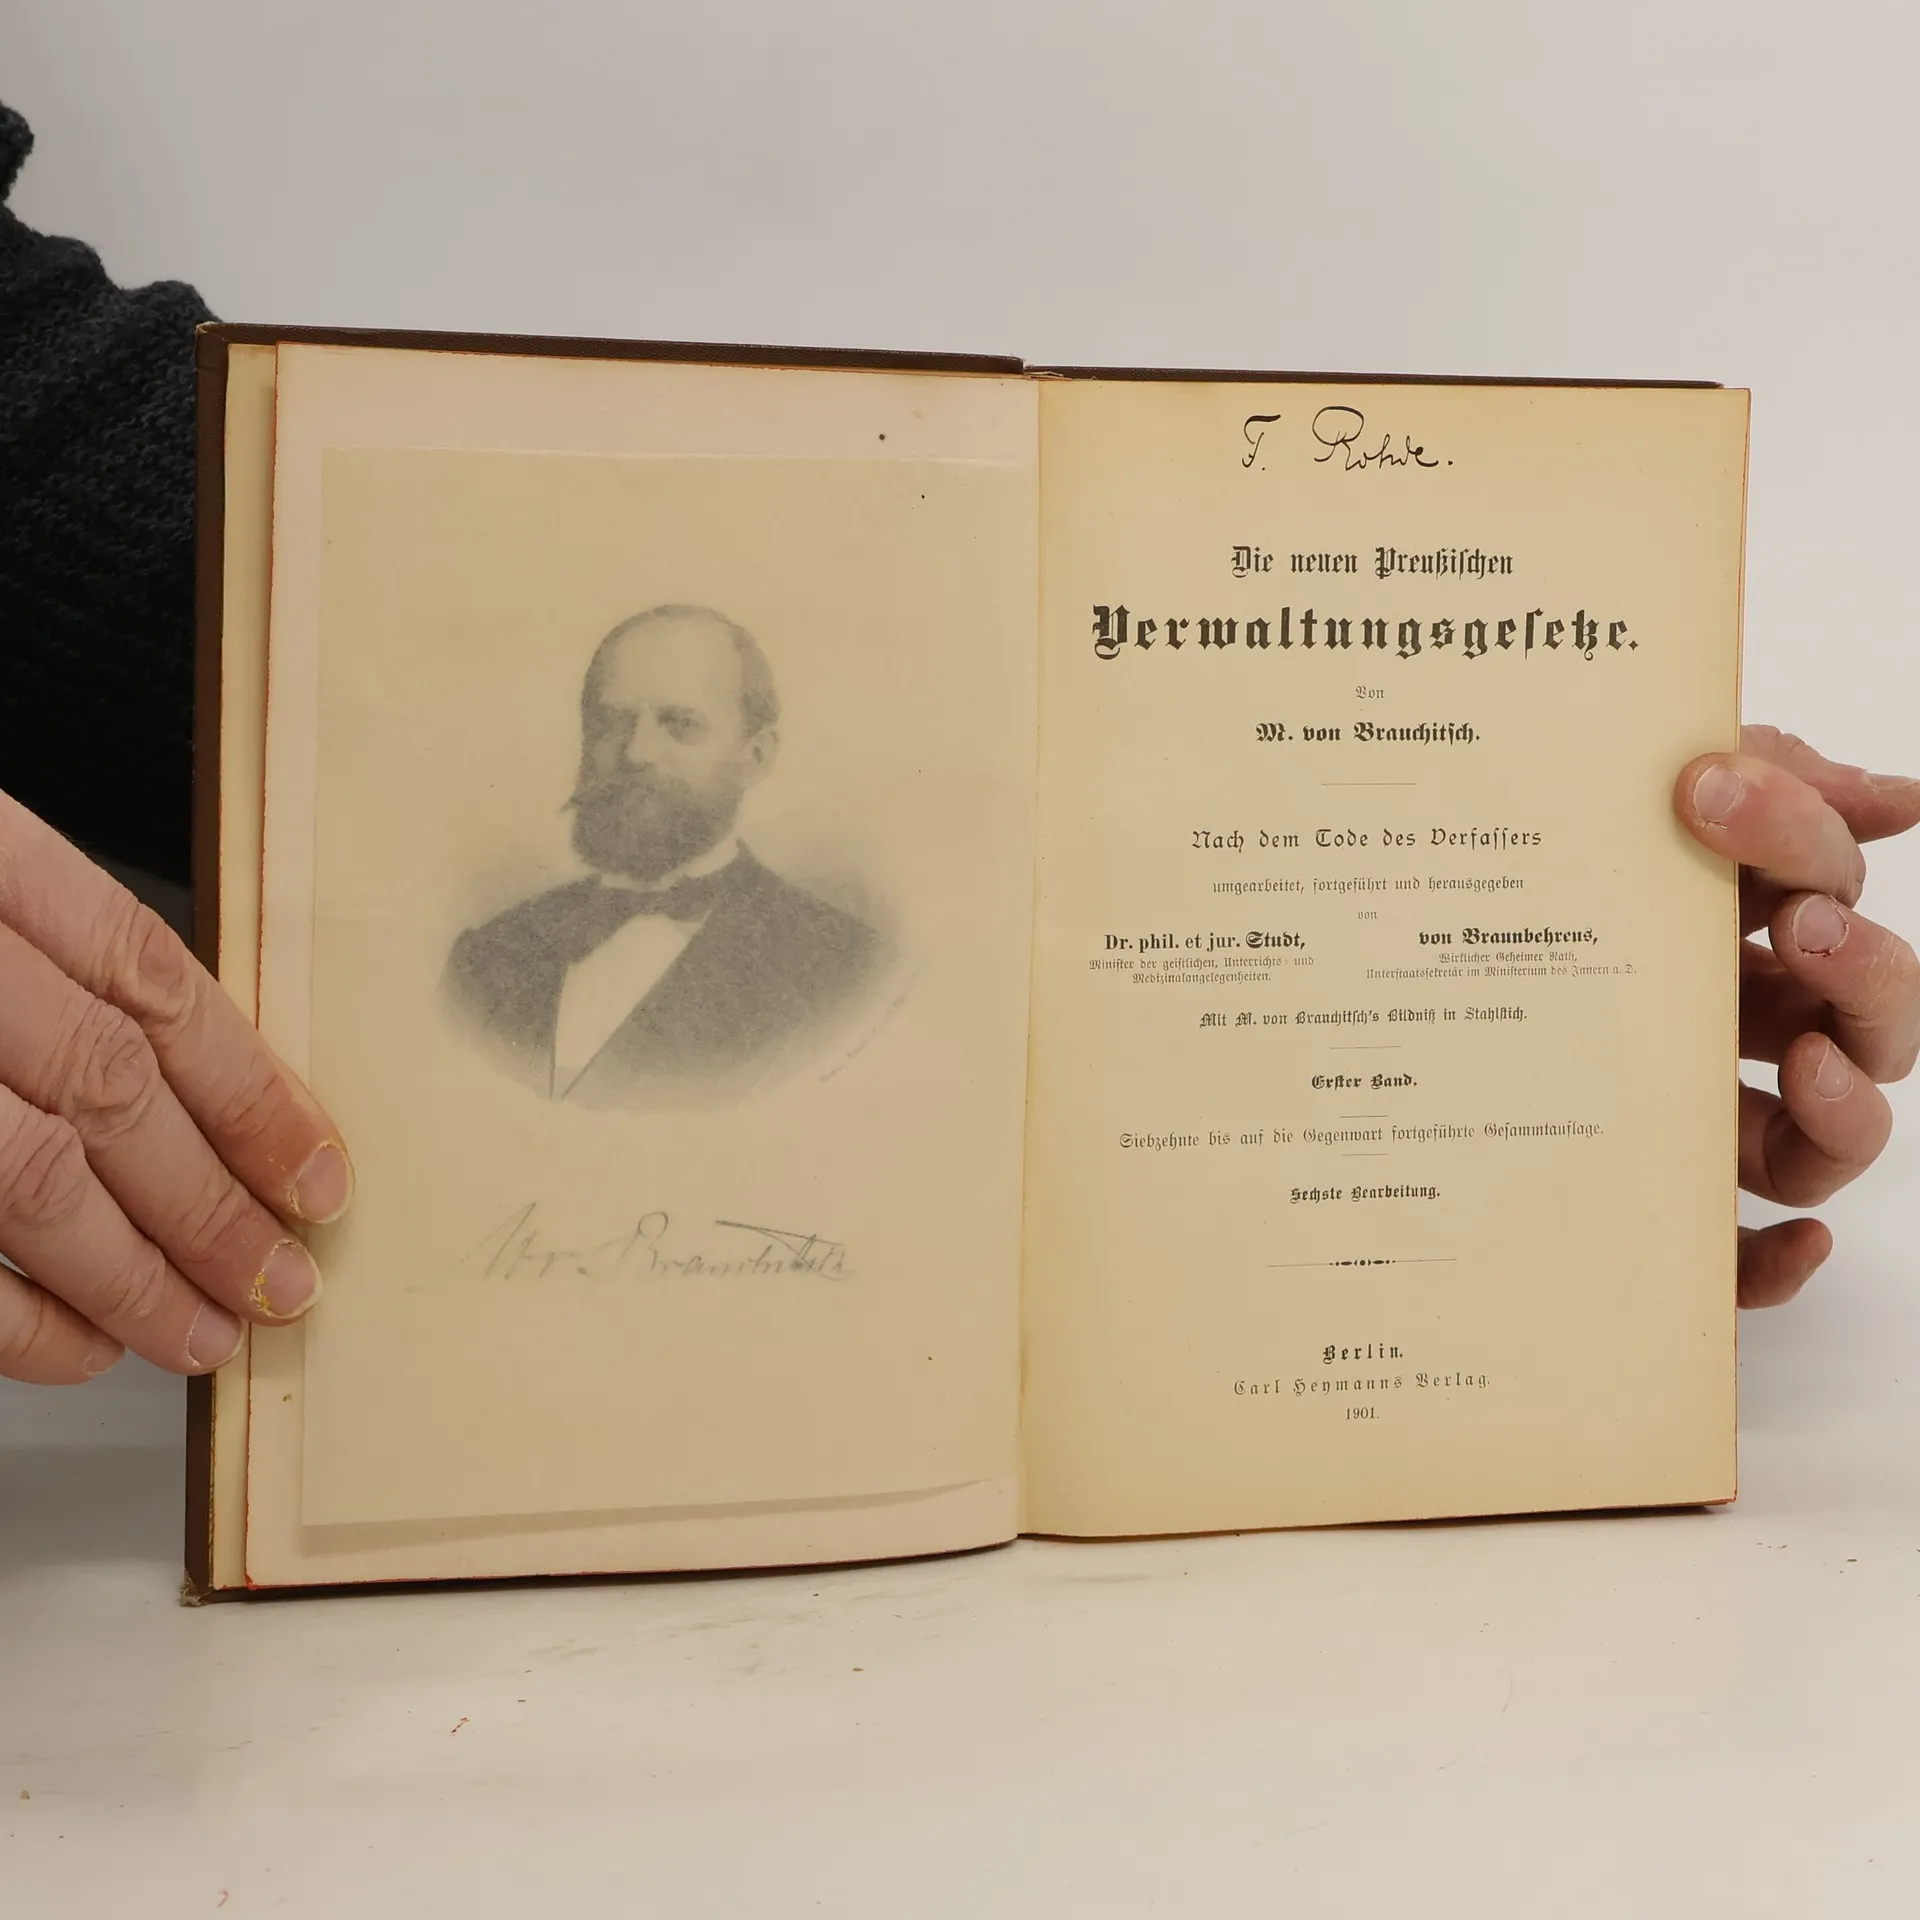 F. Rohde.
Die neuen Preußischen
Verwaltungsgesetze.
Von
M. von Brauchitsch.
Nach dem Tode des Verfassers
umgearbeitet, fortgeführt und herausgegeben
von
Dr. phil. et jur. Studt,
Minister der geistlichen, Unterrichts- und
Medizinalangelegenheiten.
von Braunbehrens,
Wirklicher Geheimer Rath,
Unterstaatssekretär im Ministerium des Innern a. D.
Mit M. von Brauchitsch's Bildniß in Stahlstich.
Erster Band.
Siebzehnte bis auf die Gegenwart fortgeführte Gesammtauflage.
Sechste Bearbeitung.
Berlin.
Carl Heymanns Verlag.
1901.